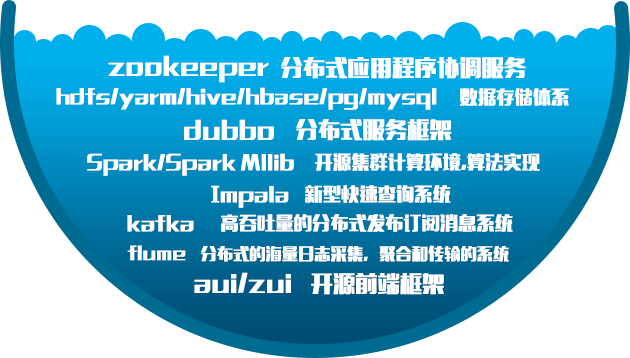 zookeeper 分布式应用程序协调服务
hdfs/yarm/hive/hbase/pg/mysql 数据存储体系
dubbo 分布式服务框架
Spark/Spark Mllib 开源集群计算环境,算法实现
Impala 新型快速查询系统
kafka 高吞吐量的分布式发布订阅消息系统
flume 分布式的海量日志采集，聚合和传输的系统
aui/zui 开源前端框架